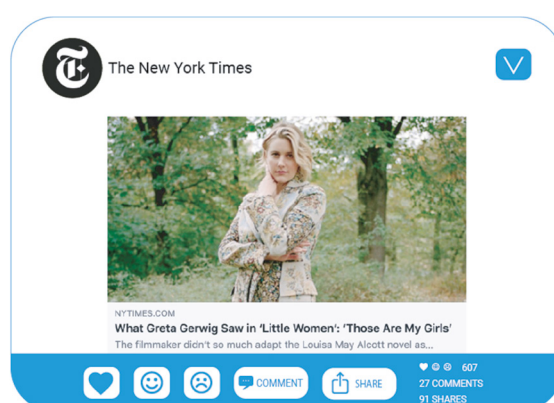 The New York Times
NYTIMES.COM
What Greta Gerwig Saw in ‘Little Women’: ‘Those Are My Girls’
The filmmaker didn't so much adapt the Louisa May Alcott novel as...
COMMENT
SHARE
607
27 COMMENTS
91 SHARES